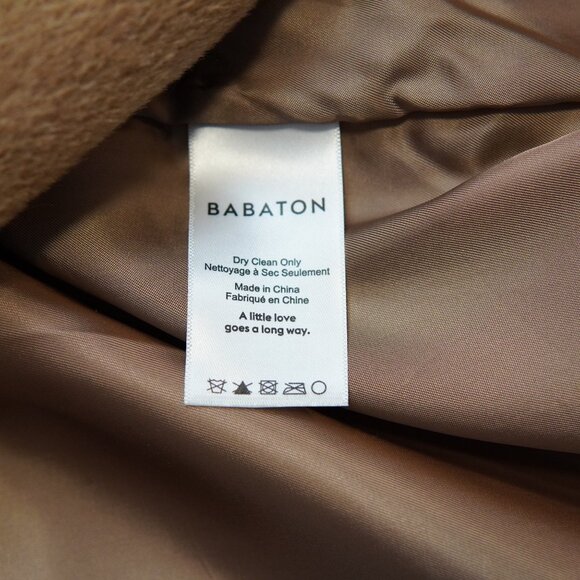 BABATON
Dry Clean Only
Nettoyage à Sec Seulement
Made in China
Fabriqué en Chine
A little love
goes a long way.